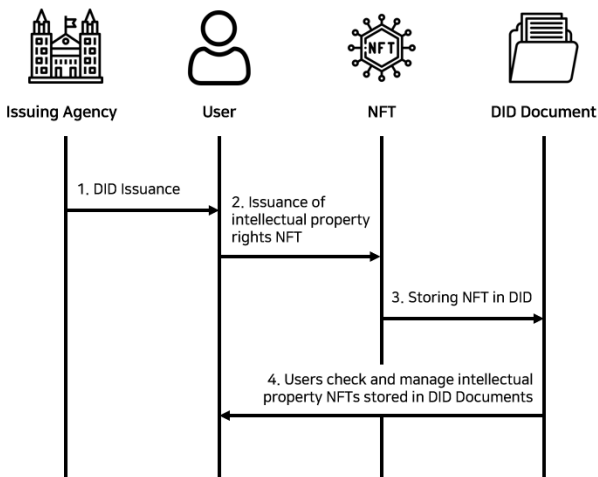 NFT
Issuing Agency
User
NFT
DID Document
1. DID Issuance
2. Issuance of
intellectual property
rights NFT
3. Storing NFT in DID
4. Users check and manage intellectual
property NFTs stored in DID Documents